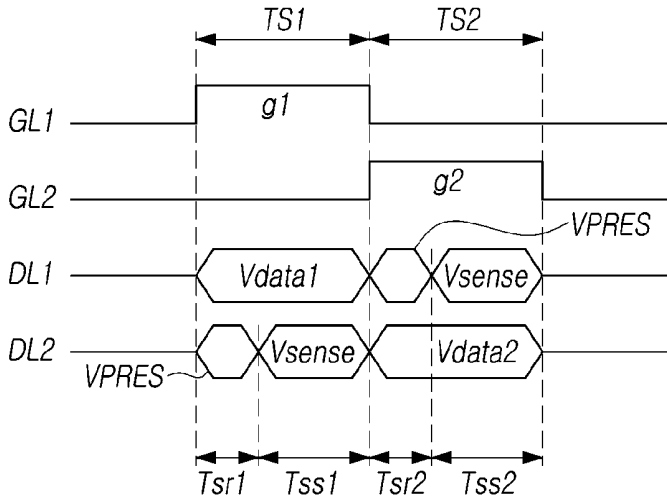 TS1 TS2
GL1 g1
GL2 g2
VPRES
DL1 Vdata1 Vsense
DL2 Vsense Vdata2
VPRES
Tsr1 Tss1 Tsr2 Tss2